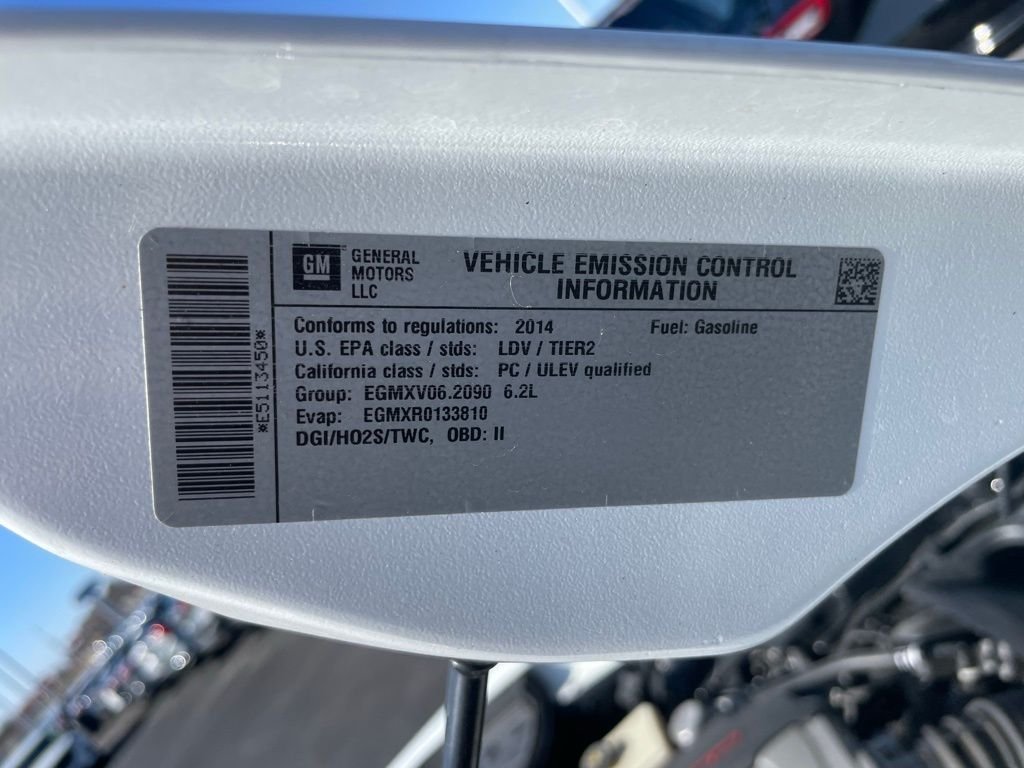 *E5113450*
GM
GENERAL
MOTORS
LLC
VEHICLE EMISSION CONTROL
INFORMATION
Conforms to regulations: 2014 Fuel: Gasoline
U.S. EPA class / stds: LDV / TIER2
California class / stds: PC / ULEV qualified
Group: EGMXV06.2090 6.2L
Evap: EGMXR0133810
DGI/HO2S/TWC, OBD: II